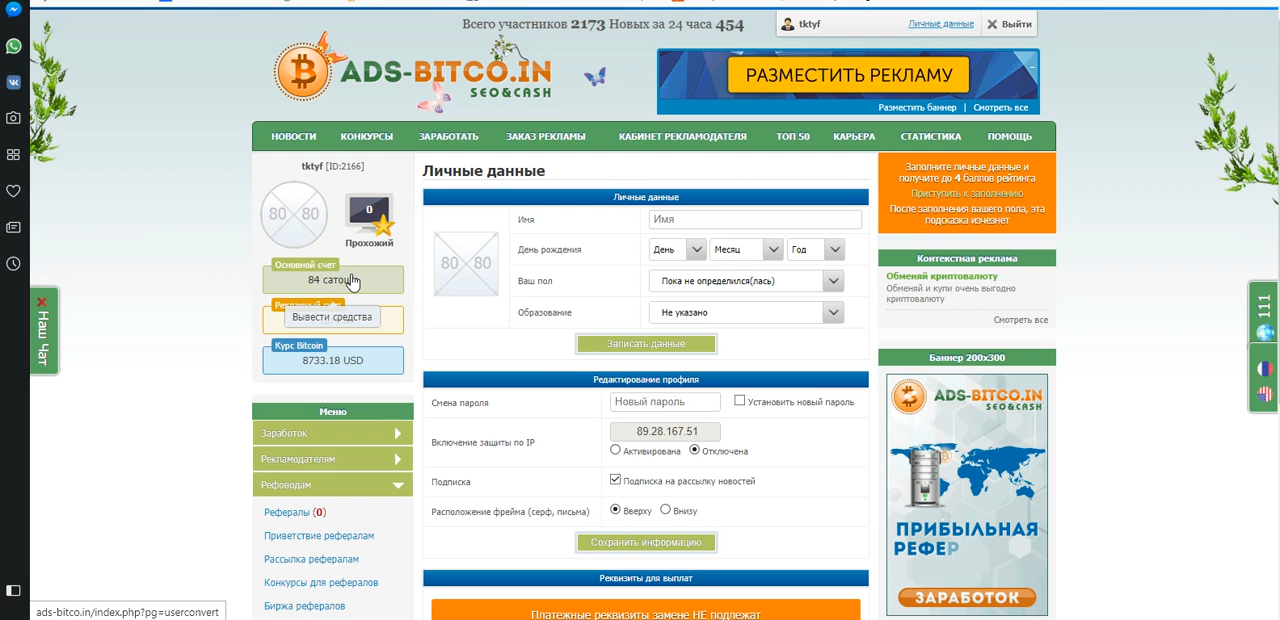 Всего участников 2173 Новых за 24 часа 454
tktyf
Личные данные
Выйти
ADS-BITCO.IN
SEO&CASH
РАЗМЕСТИТЬ РЕКЛАМУ
Разместить баннер | Смотреть все
НОВОСТИ КОНКУРСЫ ЗАРАБОТАТЬ ЗАКАЗ РЕКЛАМЫ КАБИНЕТ РЕКЛАМОДАТЕЛЯ ТОП 50 КАРЬЕРА СТАТИСТИКА ПОМОЩЬ
tktyf [ID:2166]
80 80
0
Прохожий
Основной счет
84 сатош
Вывести средства
Курс Bitcoin
8733.18 USD
Меню
Заработок
Рекламодателям
Рефоводам
Рефералы (0)
Приветствие рефералам
Рассылка рефералам
Конкурсы для рефералов
Биржа рефералов
Личные данные
Личные данные
80 80
Имя
Имя
День рождения
День Месяц Год
Ваш пол
Пока не определился(лась)
Образование
Не указано
Записать данные
Редактирование профиля
Смена пароля
Новый пароль
Установить новый пароль
Включение защиты по IP
89.28.167.51
Активирована Отключена
Подписка
Подписка на рассылку новостей
Расположение фрейма (серф, письма)
Вверху Внизу
Сохранить информацию
Реквизиты для выплат
Платежные реквизиты замене НЕ подлежат
Заполните личные данные и
получите до 4 баллов рейтинга
Приступить к заполнению
После заполнения вашего пола, эта
подсказка изчезнет
Контекстная реклама
Обменяй криптовалюту
Обменяй и купи очень выгодно
криптовалюту
Смотреть все
Баннер 200x300
ADS-BITCO.IN
SEO&CASH
ПРИБЫЛЬНАЯ
РЕФЕР
ЗАРАБОТОК
Наш Чат
111
ads-bitco.in/index.php?pg=userconvert